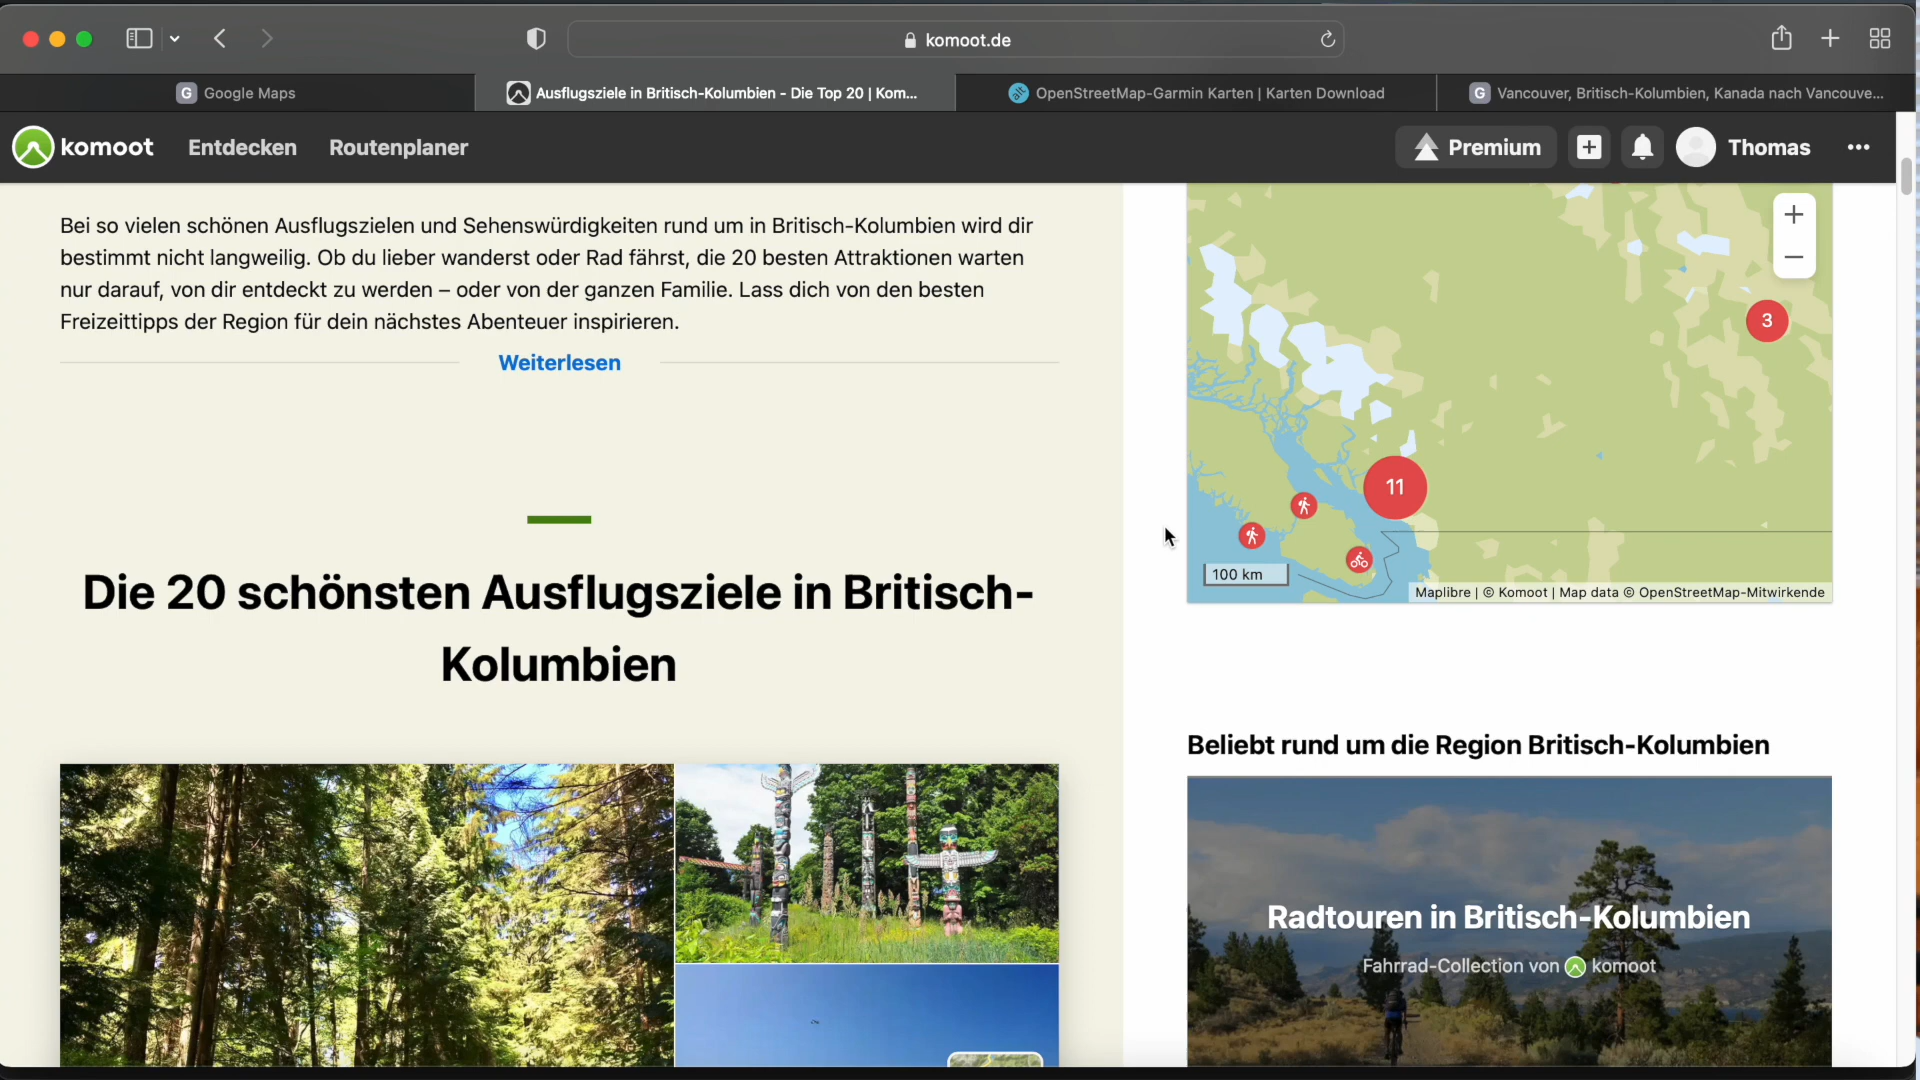 komoot.de
G Google Maps
Ausflugsziele in Britisch-Kolumbien - Die Top 20 | Kom...
OpenStreetMap-Garmin Karten | Karten Download
G Vancouver, Britisch-Kolumbien, Kanada nach Vancouve...
komoot
Entdecken
Routenplaner
Premium
Thomas
Bei so vielen schönen Ausflugszielen und Sehenswürdigkeiten rund um in Britisch-Kolumbien wird dir
bestimmt nicht langweilig. Ob du lieber wanderst oder Rad fährst, die 20 besten Attraktionen warten
nur darauf, von dir entdeckt zu werden – oder von der ganzen Familie. Lass dich von den besten
Freizeittipps der Region für dein nächstes Abenteuer inspirieren.
Weiterlesen
Die 20 schönsten Ausflugsziele in Britisch-
Kolumbien
3
11
100 km
Maplibre | © Komoot | Map data © OpenStreetMap-Mitwirkende
Beliebt rund um die Region Britisch-Kolumbien
Radtouren in Britisch-Kolumbien
Fahrrad-Collection von komoot